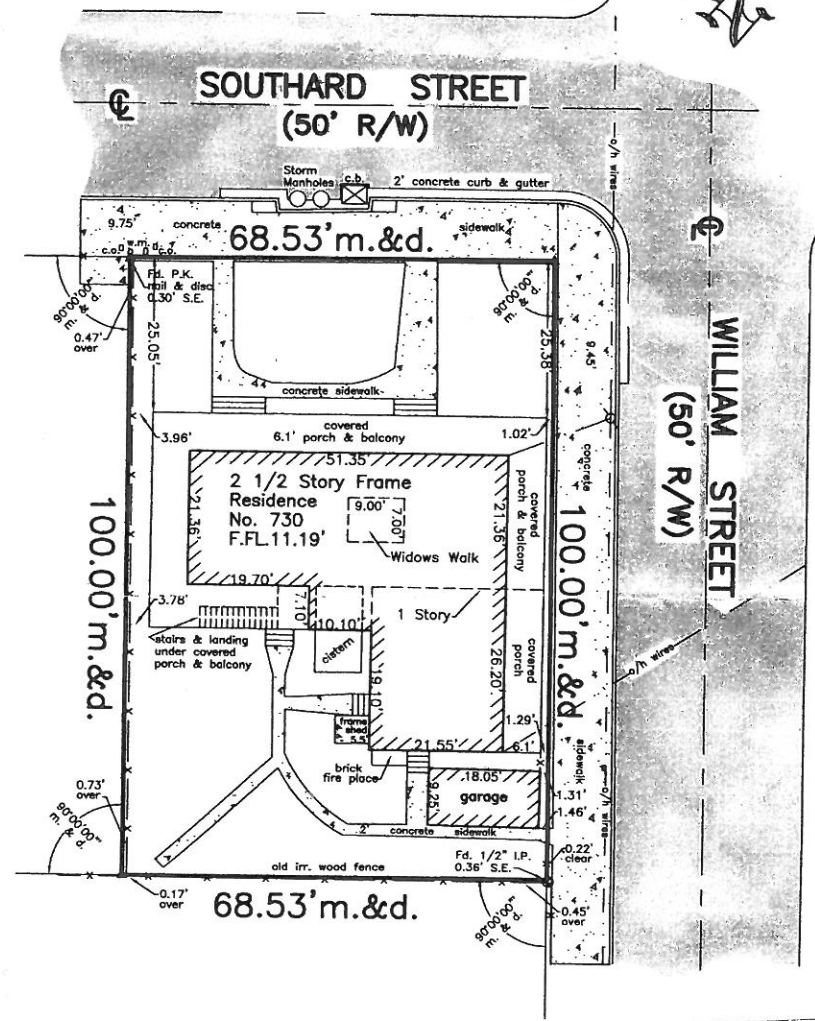 SOUTHARD STREET
(50' R/W)
o/h wires
Storm
Manholes
c.b.
2' concrete curb & gutter
9.75'
concrete
sidewalk
68.53'm.&d.
w.m.
c.o.
c.o.
Fd. P.K.
nail & disc
0.30' S.E.
90°00'00"
m. & d.
0.47'
over
90°00'00"
m. & d.
25.05'
25.38'
9.45'
WILLIAM STREET
(50' R/W)
concrete sidewalk
covered
6.1' porch & balcony
3.96'
1.02'
concrete
51.35'
2 1/2 Story Frame
Residence
No. 730
F.FL.11.19'
9.00'
7.00'
Widows Walk
21.36'
21.36'
covered
porch & balcony
100.00'm.&d.
100.00'm.&d.
19.70'
7.10'
10.10'
1 Story
3.78'
stairs & landing
under covered
porch & balcony
cistern
19.10'
26.20'
covered
porch
o/h wires
frame
shed
5.5'
21.55'
1.29'
6.1'
sidewalk
brick
fire place
18.05'
garage
9.25'
1.31'
1.46'
o/h wires
0.73'
over
90°00'00"
m. & d.
2' concrete sidewalk
0.22'
clear
Fd. 1/2" I.P.
0.36' S.E.
old irr. wood fence
0.17'
over
68.53'm.&d.
90°00'00"
m. & d.
0.45'
over